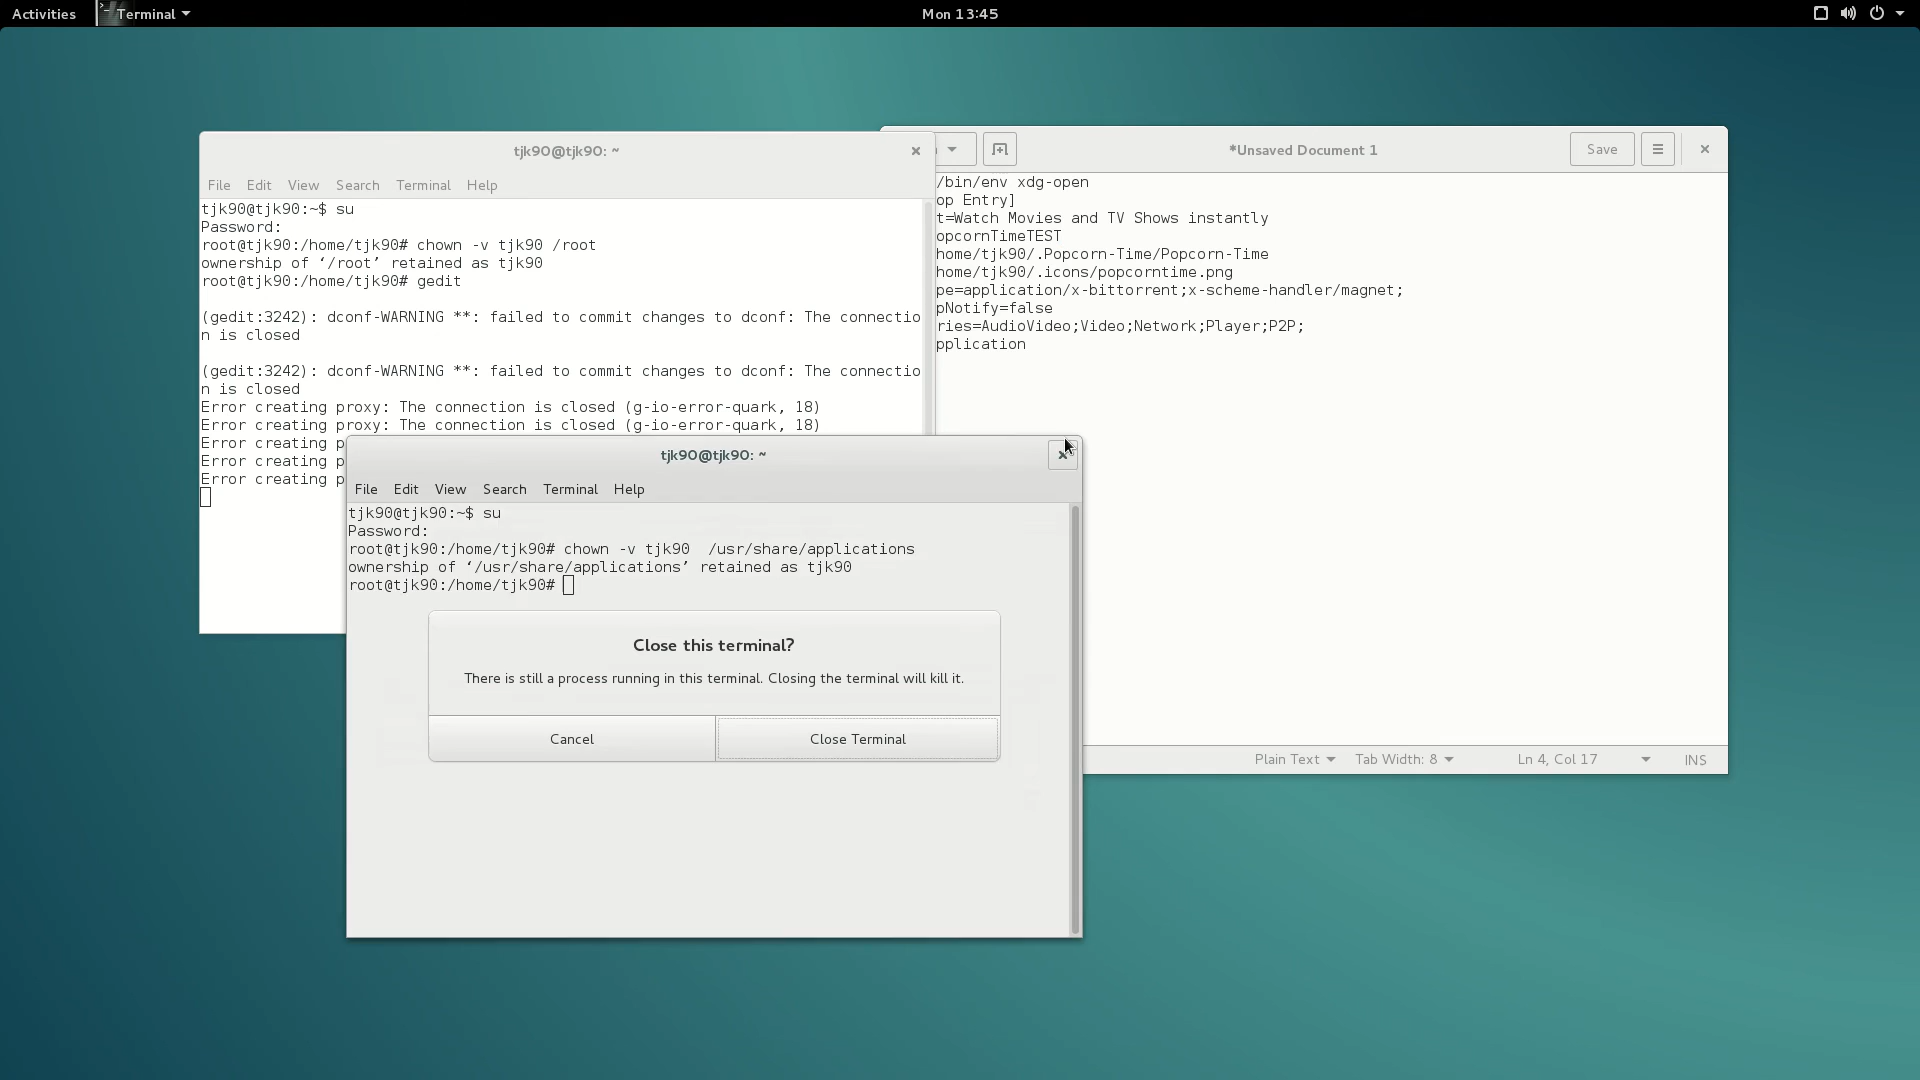 Activities
Terminal
Mon 13:45
tjk90@tjk90: ~
File Edit View Search Terminal Help
tjk90@tjk90:~$ su
Password:
root@tjk90:/home/tjk90# chown -v tjk90 /root
ownership of ‘/root’ retained as tjk90
root@tjk90:/home/tjk90# gedit
(gedit:3242): dconf-WARNING **: failed to commit changes to dconf: The connectio
n is closed
(gedit:3242): dconf-WARNING **: failed to commit changes to dconf: The connectio
n is closed
Error creating proxy: The connection is closed (g-io-error-quark, 18)
Error creating proxy: The connection is closed (g-io-error-quark, 18)
Error creating p
Error creating p
Error creating p
*Unsaved Document 1
Save
/bin/env xdg-open
op Entry]
t=Watch Movies and TV Shows instantly
opcornTimeTEST
home/tjk90/.Popcorn-Time/Popcorn-Time
home/tjk90/.icons/popcorntime.png
pe=application/x-bittorrent;x-scheme-handler/magnet;
pNotify=false
ries=AudioVideo;Video;Network;Player;P2P;
pplication
Plain Text Tab Width: 8 Ln 4, Col 17 INS
tjk90@tjk90: ~
File Edit View Search Terminal Help
tjk90@tjk90:~$ su
Password:
root@tjk90:/home/tjk90# chown -v tjk90  /usr/share/applications
ownership of ‘/usr/share/applications’ retained as tjk90
root@tjk90:/home/tjk90#
Close this terminal?
There is still a process running in this terminal. Closing the terminal will kill it.
Cancel
Close Terminal